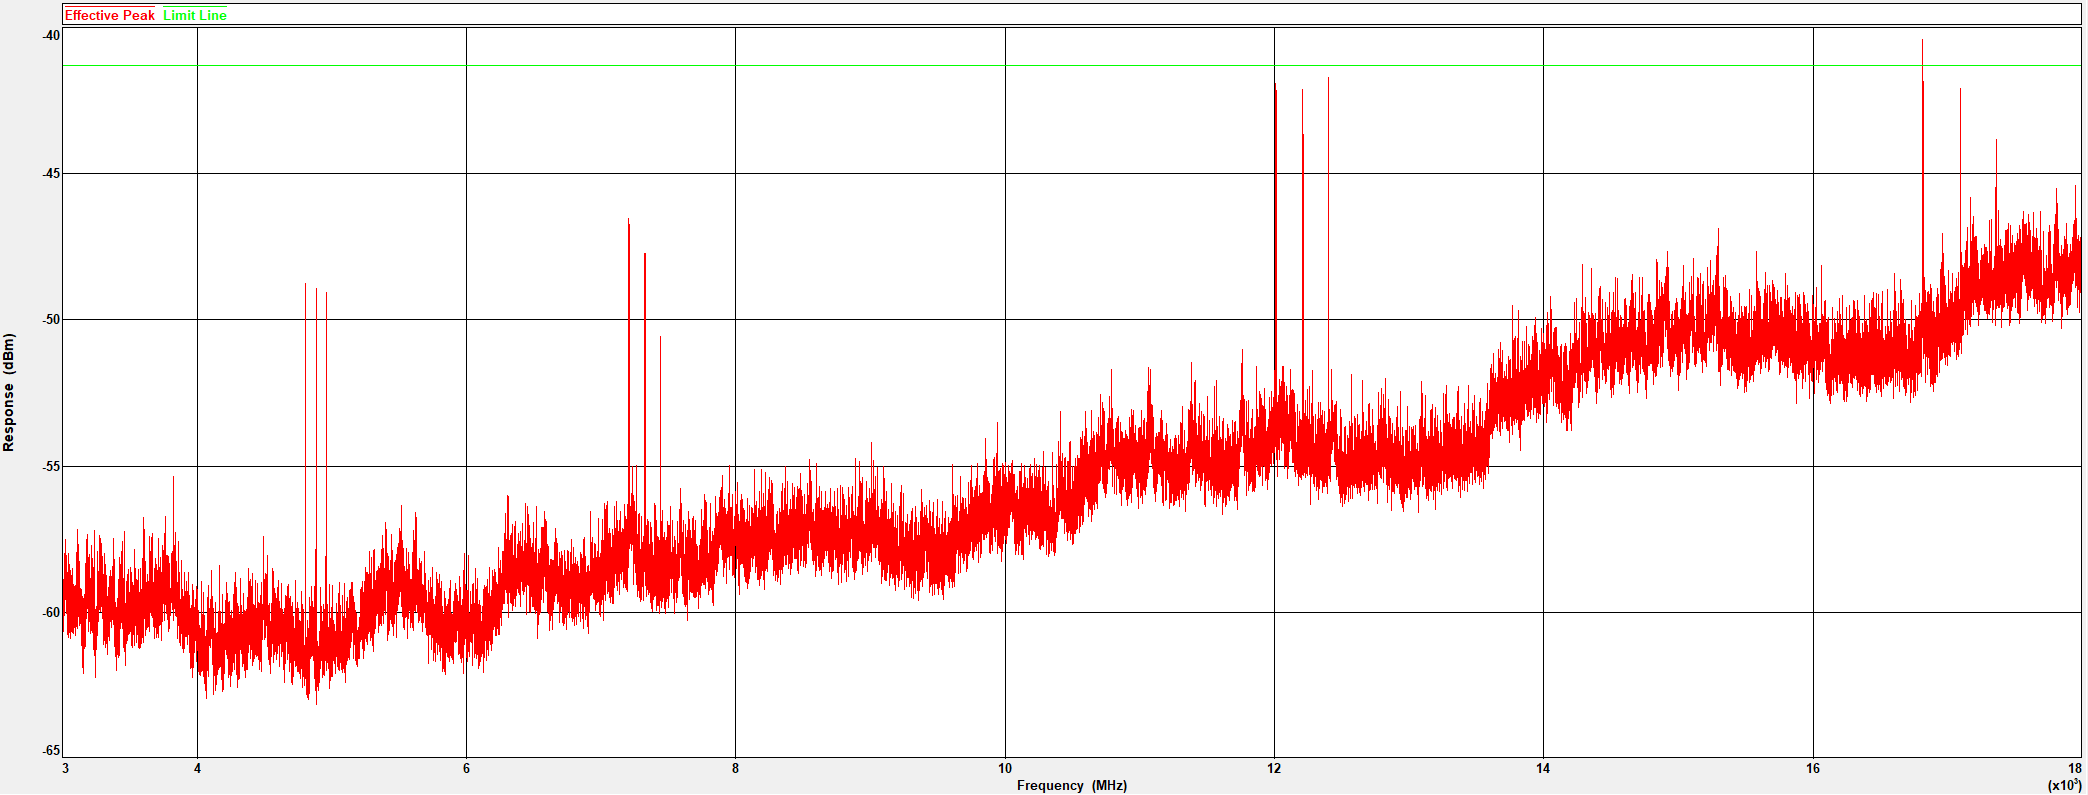 Effective Peak Limit Line
-40
-45
-50
-55
-60
-65
Response (dBm)
3 4 6 8 10 12 14 16 18
Frequency (MHz) (x10³)